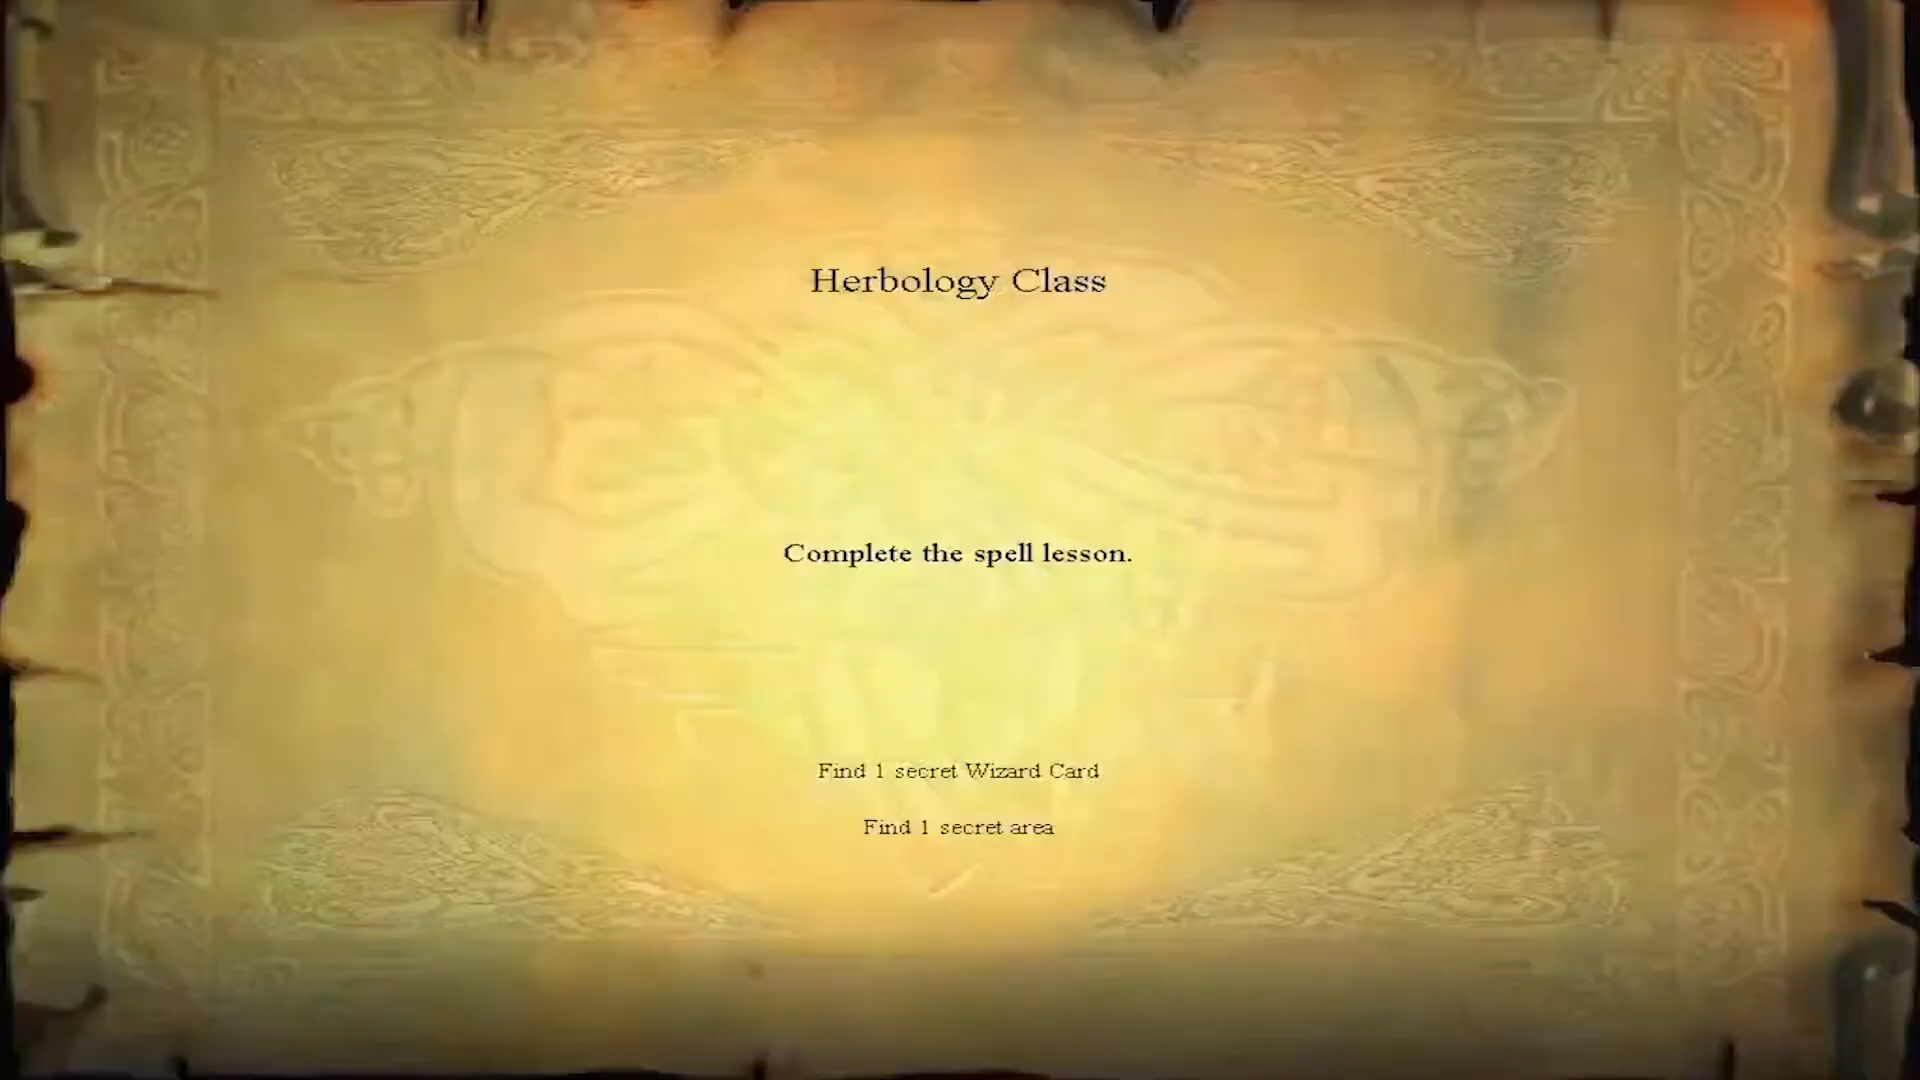 Herbology Class
Complete the spell lesson.
Find 1 secret Wizard Card
Find 1 secret area